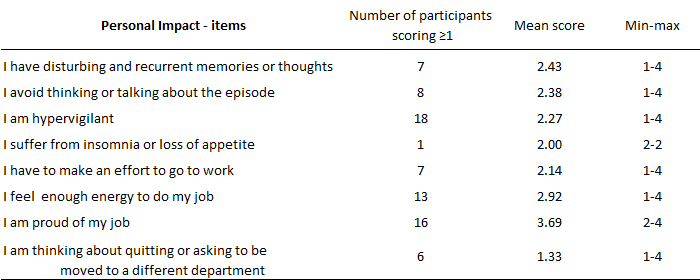 Personal Impact - items Number of participants scoring ≥1 Mean score Min-max
I have disturbing and recurrent memories or thoughts 7 2.43 1-4
I avoid thinking or talking about the episode 8 2.38 1-4
I am hypervigilant 18 2.27 1-4
I suffer from insomnia or loss of appetite 1 2.00 2-2
I have to make an effort to go to work 7 2.14 1-4
I feel enough energy to do my job 13 2.92 1-4
I am proud of my job 16 3.69 2-4
I am thinking about quitting or asking to be
moved to a different department 6 1.33 1-4